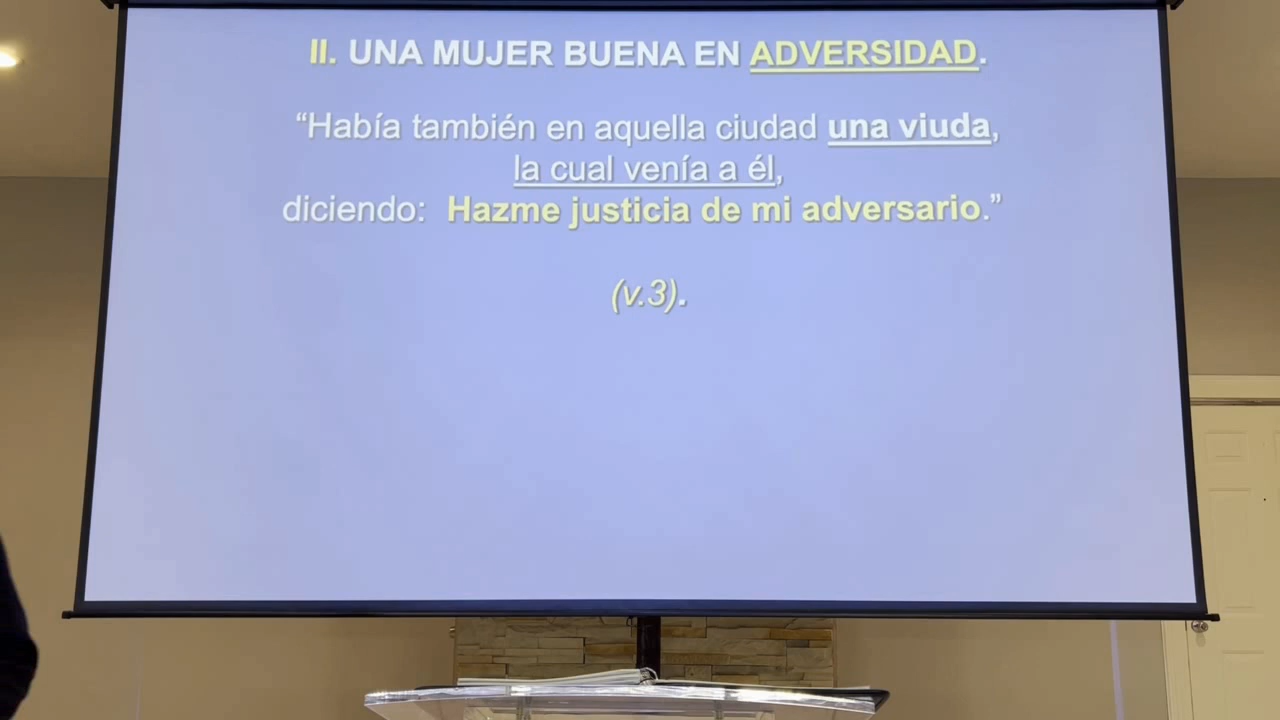 II. UNA MUJER BUENA EN ADVERSIDAD.
“Había también en aquella ciudad una viuda,
la cual venía a él,
diciendo: Hazme justicia de mi adversario.”
(v.3).